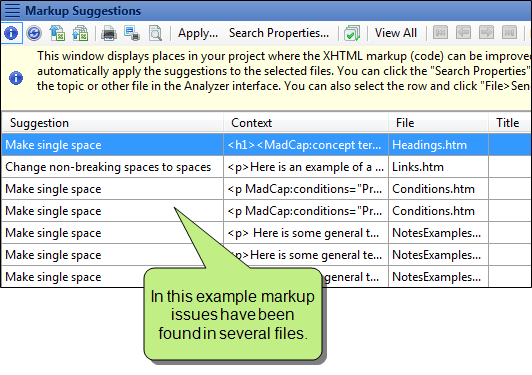 Markup Suggestions
Apply... Search Properties... View All
This window displays places in your project where the XHTML markup (code) can be improved
automatically apply the suggestions to the selected files. You can click the "Search Properties"
the topic or other file in the Analyzer interface. You can also select the row and click "File>Sen
Suggestion Context File Title
Make single space <h1><MadCap:concept ter... Headings.htm
Change non-breaking spaces to spaces <p>Here is an example of a ... Links.htm
Make single space <p MadCap:conditions="Pr... Conditions.htm
Make single space <p MadCap:conditions="Pr... Conditions.htm
Make single space <p> Here is some general t... NotesExamples...
Make single space <p>Here is some general te... NotesExamples...
Make single space general t... NotesExamples...
In this example markup
issues have been
found in several files.